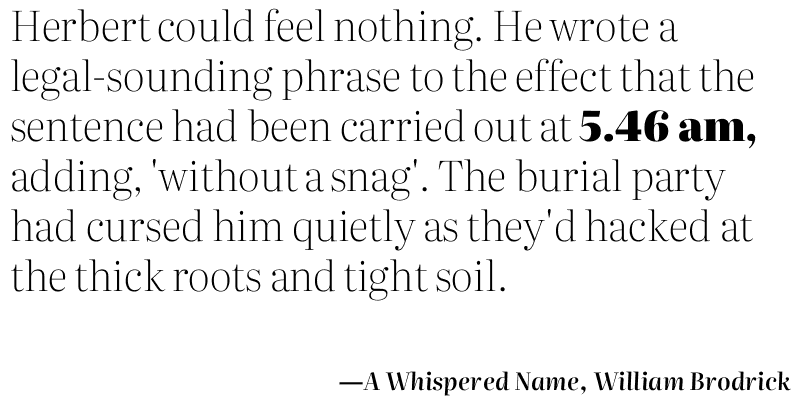 Herbert could feel nothing. He wrote a
legal-sounding phrase to the effect that the
sentence had been carried out at 5.46 am,
adding, 'without a snag'. The burial party
had cursed him quietly as they'd hacked at
the thick roots and tight soil.
—A Whispered Name, William Brodrick